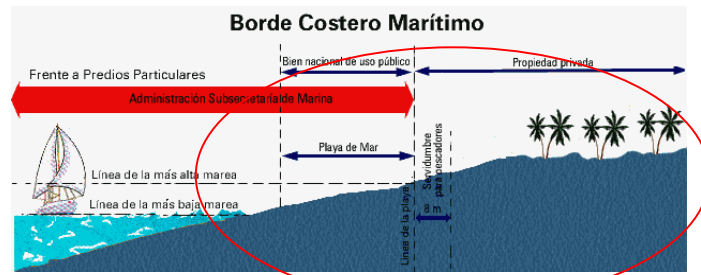 Borde Costero Marítimo
Bien nacional de uso público
Propiedad privada
Frente a Predios Particulares
Administración Subsecretaríalde Marina
Playa de Mar
Servidumbre
para pescadores
Línea de la más alta marea
Línea de la más baja marea
Línea de la playa
8 m